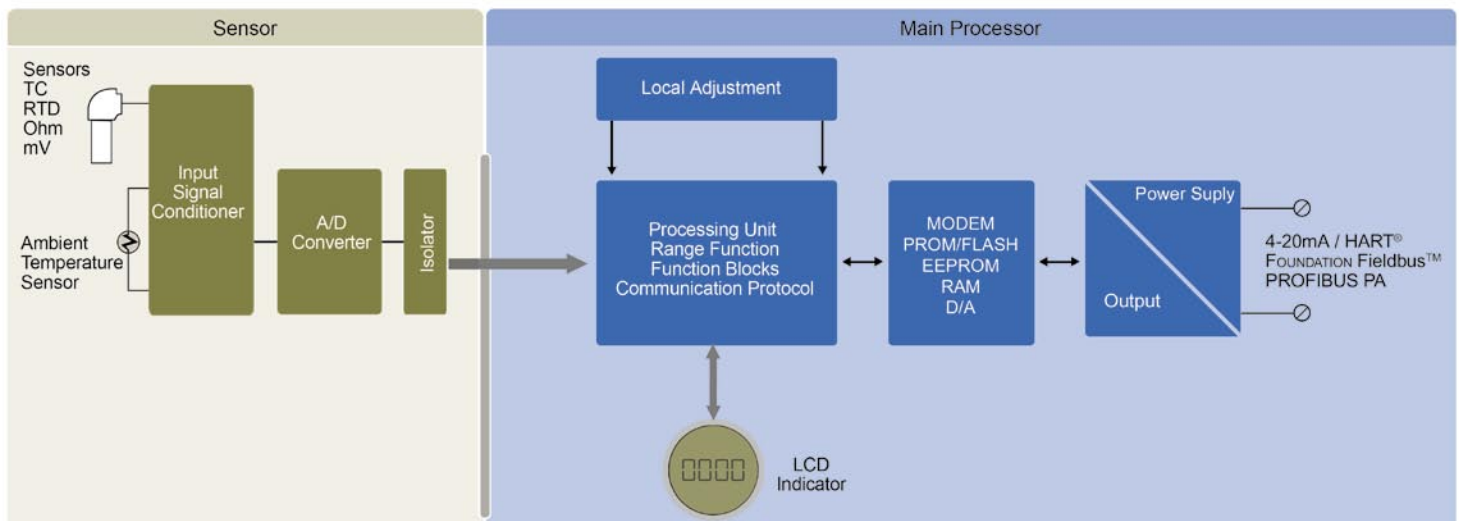 Sensor
Main Processor
Sensors
TC
RTD
Ohm
mV
Input
Signal
Conditioner
Ambient
Temperature
Sensor
A/D
Converter
Isolator
Local Adjustment
Processing Unit
Range Function
Function Blocks
Communication Protocol
MODEM
PROM/FLASH
EEPROM
RAM
D/A
Power Suply
Output
4-20mA / HART®
FOUNDATION Fieldbus™
PROFIBUS PA
0000
LCD
Indicator